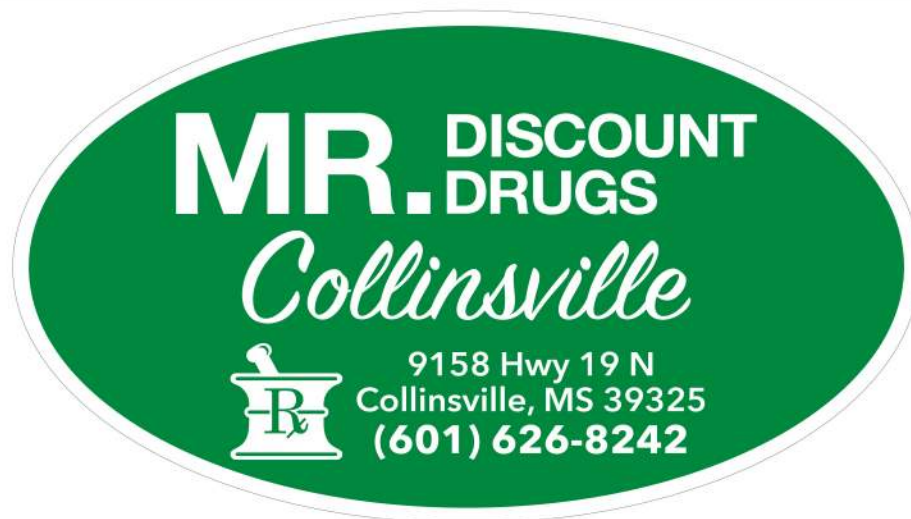 MR. DISCOUNT
DRUGS
Collinsville
9158 Hwy 19 N
Collinsville, MS 39325
(601) 626-8242
Rx